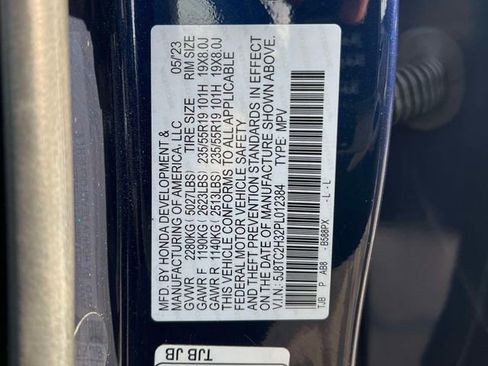 MFD. BY HONDA DEVELOPMENT &
MANUFACTURING OF AMERICA, LLC 05/23
GVWR 2280KG (5027LBS) TIRE SIZE RIM SIZE
GAWR F 1190KG (2623LBS) 235/55R19 101H 19X8.0J
GAWR R 1140KG (2513LBS) 235/55R19 101H 19X8.0J
THIS VEHICLE CONFORMS TO ALL APPLICABLE
FEDERAL MOTOR VEHICLE SAFETY
AND THEFT PREVENTION STANDARDS IN EFFECT
ON THE DATE OF MANUFACTURE SHOWN ABOVE.
V.I.N: 5J8TC2H32PL012384 TYPE: MPV
TJB P AB8 -B588PX -L-L
TJB JB